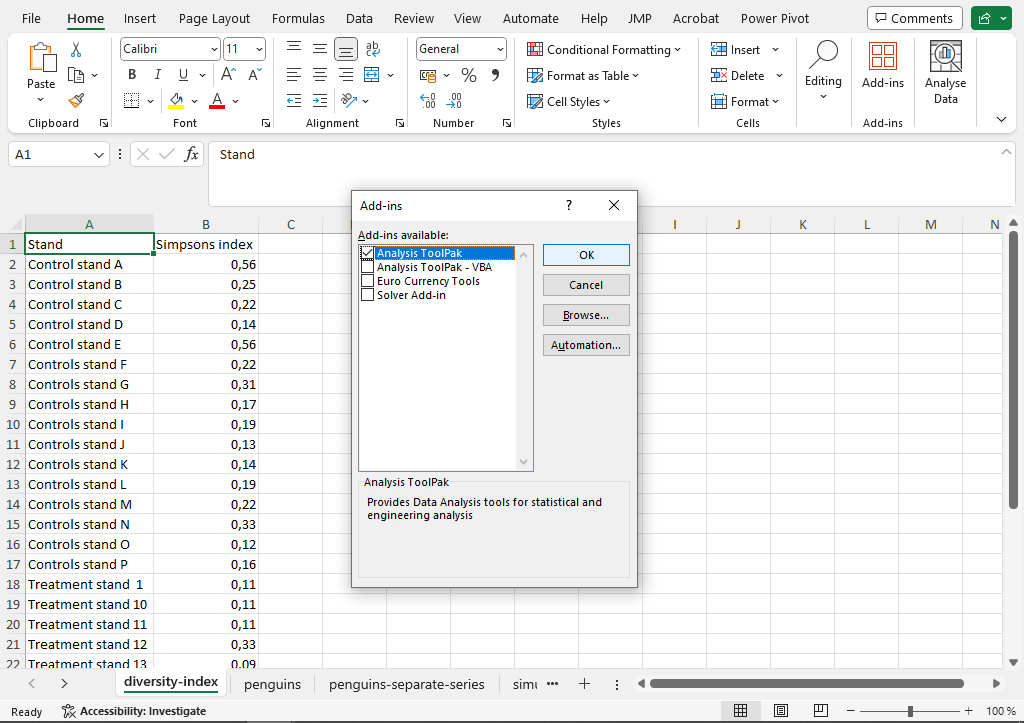 File Home Insert Page Layout Formulas Data Review View Automate Help JMP Acrobat Power Pivot Comments
Paste
Clipboard
Calibri 11
B I U A A
A
Font
ab
Alignment
General
% 9
,00 ,00
Number
Conditional Formatting
Format as Table
Cell Styles
Styles
Insert
Delete
Format
Cells
Editing
Add-ins
Add-ins
Analyse Data
A1 fx Stand
A B C I J K L M N
1 Stand Simpsons index
2 Control stand A 0,56
3 Control stand B 0,25
4 Control stand C 0,22
5 Control stand D 0,14
6 Control stand E 0,56
7 Controls stand F 0,22
8 Controls stand G 0,31
9 Controls stand H 0,17
10 Controls stand I 0,19
11 Controls stand J 0,13
12 Controls stand K 0,14
13 Controls stand L 0,19
14 Controls stand M 0,22
15 Controls stand N 0,33
16 Controls stand O 0,12
17 Controls stand P 0,16
18 Treatment stand 1 0,11
19 Treatment stand 10 0,11
20 Treatment stand 11 0,11
21 Treatment stand 12 0,33
22 Treatment stand 13 0,09
Add-ins ?
Add-ins available:
Analysis ToolPak
Analysis ToolPak - VBA
Euro Currency Tools
Solver Add-in
OK
Cancel
Browse...
Automation...
Analysis ToolPak
Provides Data Analysis tools for statistical and
engineering analysis
diversity-index penguins penguins-separate-series simu ...
Ready Accessibility: Investigate 100 %